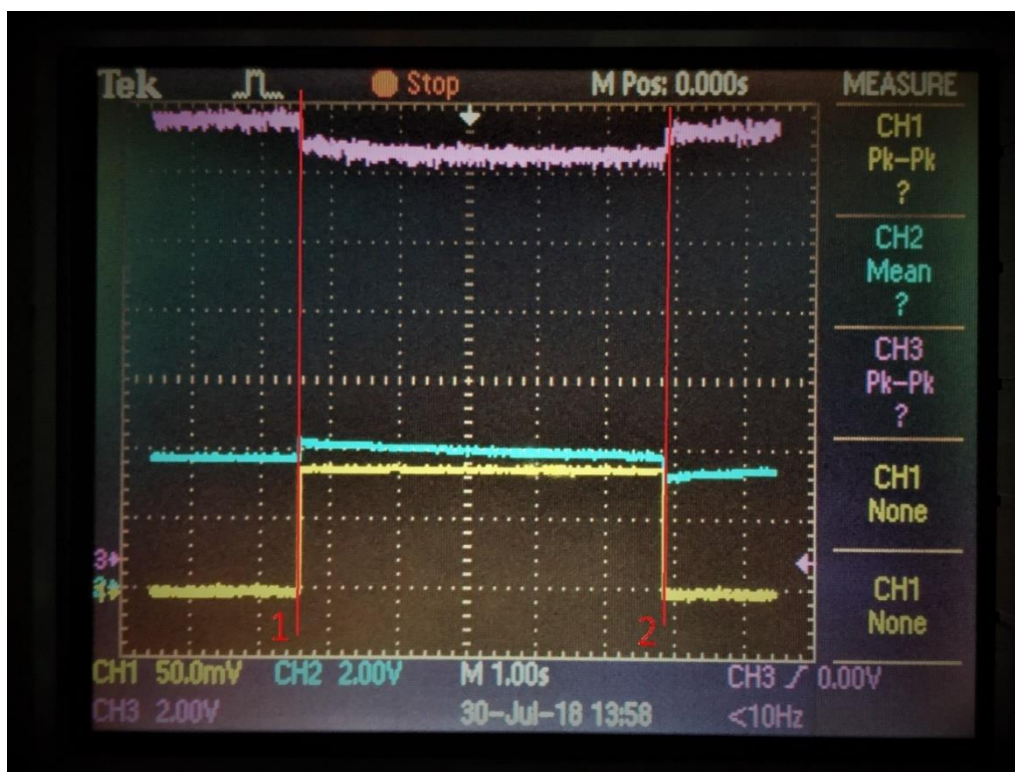 Tek Stop M Pos: 0.000s MEASURE
CH1
Pk-Pk
?
CH2
Mean
?
CH3
Pk-Pk
?
CH1
None
CH1
None
3
1 2
CH1 50.0mV CH2 2.00V M 1.00s CH3 0.00V
CH3 2.00V 30-Jul-18 13:58 <10Hz